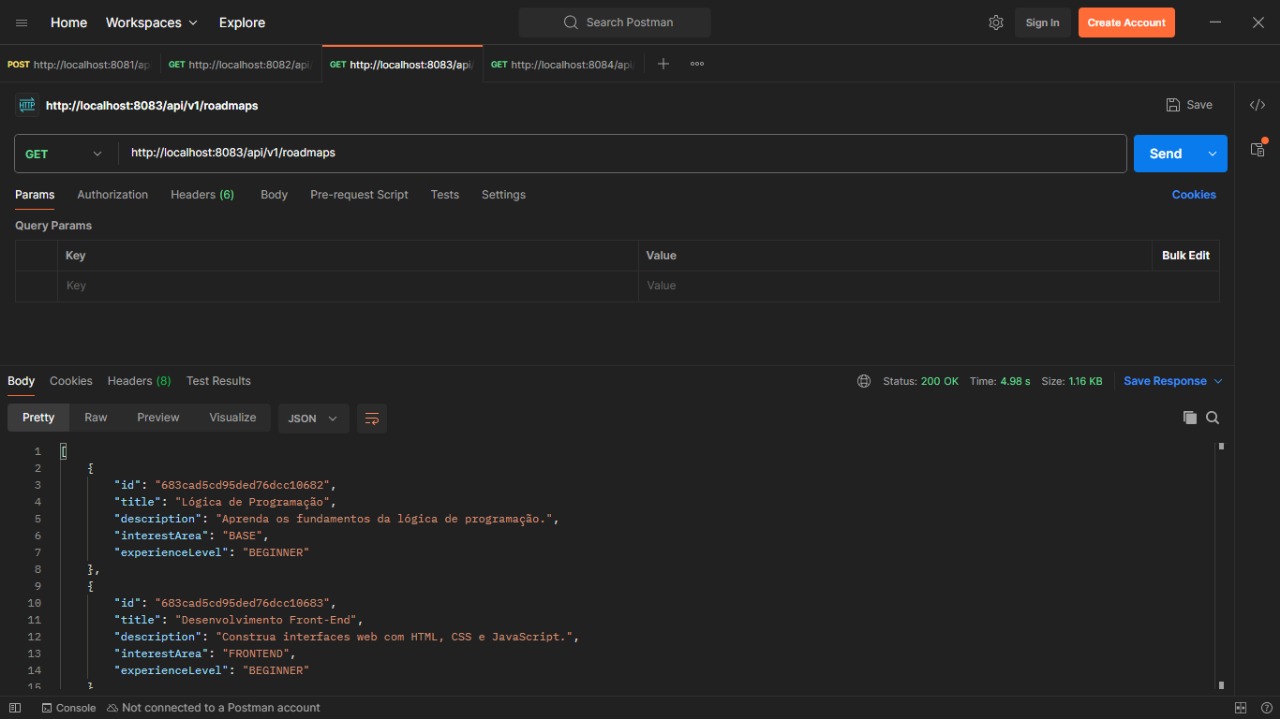 Home Workspaces Explore Search Postman Sign In Create Account
POST http://localhost:8081/ap GET http://localhost:8082/api/ GET http://localhost:8083/api/ GET http://localhost:8084/api/
HTTP http://localhost:8083/api/v1/roadmaps Save </>
GET http://localhost:8083/api/v1/roadmaps Send
Params Authorization Headers (6) Body Pre-request Script Tests Settings Cookies
Query Params
Key Value Bulk Edit
Key Value
Body Cookies Headers (8) Test Results Status: 200 OK Time: 4.98 s Size: 1.16 KB Save Response
Pretty Raw Preview Visualize JSON
1 [
2 {
3 "id": "683cad5cd95ded76dcc10682",
4 "title": "Lógica de Programação",
5 "description": "Aprenda os fundamentos da lógica de programação.",
6 "interestArea": "BASE",
7 "experienceLevel": "BEGINNER"
8 },
9 {
10 "id": "683cad5cd95ded76dcc10683",
11 "title": "Desenvolvimento Front-End",
12 "description": "Construa interfaces web com HTML, CSS e JavaScript.",
13 "interestArea": "FRONTEND",
14 "experienceLevel": "BEGINNER"
15 }
Console Not connected to a Postman account